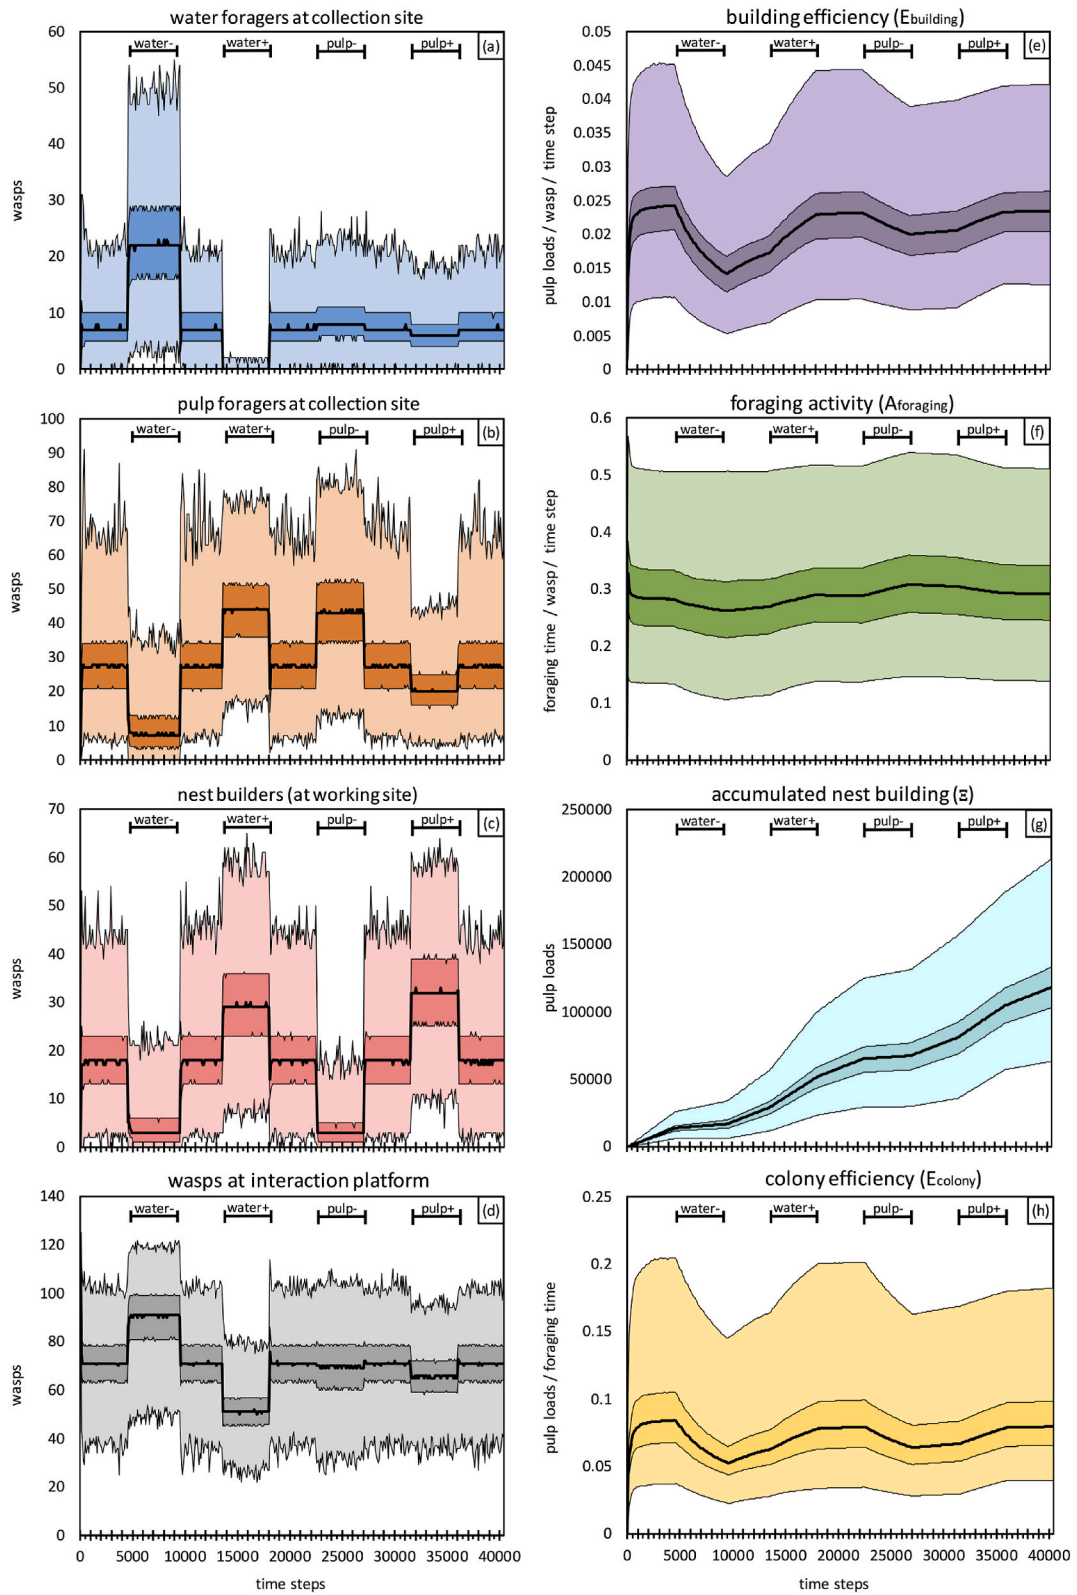 water foragers at collection site
60
50
40
30
20
10
0
wasps
water-
water+
pulp-
pulp+
(a)
building efficiency (Ebuilding)
0.05
0.045
0.04
0.035
0.03
0.025
0.02
0.015
0.01
0.005
0
pulp loads / wasp / time step
water-
water+
pulp-
pulp+
(e)
pulp foragers at collection site
100
90
80
70
60
50
40
30
20
10
0
wasps
water-
water+
pulp-
pulp+
(b)
foraging activity (Aforaging)
0.6
0.5
0.4
0.3
0.2
0.1
0
foraging time / wasp / time step
water-
water+
pulp-
pulp+
(f)
nest builders (at working site)
70
60
50
40
30
20
10
0
wasps
water-
water+
pulp-
pulp+
(c)
accumulated nest building (Ξ)
250000
200000
150000
100000
50000
0
pulp loads
water-
water+
pulp-
pulp+
(g)
wasps at interaction platform
140
120
100
80
60
40
20
0
wasps
water-
water+
pulp-
pulp+
(d)
0 5000 10000 15000 20000 25000 30000 35000 40000
time steps
colony efficiency (Ecolony)
0.25
0.2
0.15
0.1
0.05
0
pulp loads / foraging time
water-
water+
pulp-
pulp+
(h)
0 5000 10000 15000 20000 25000 30000 35000 40000
time steps